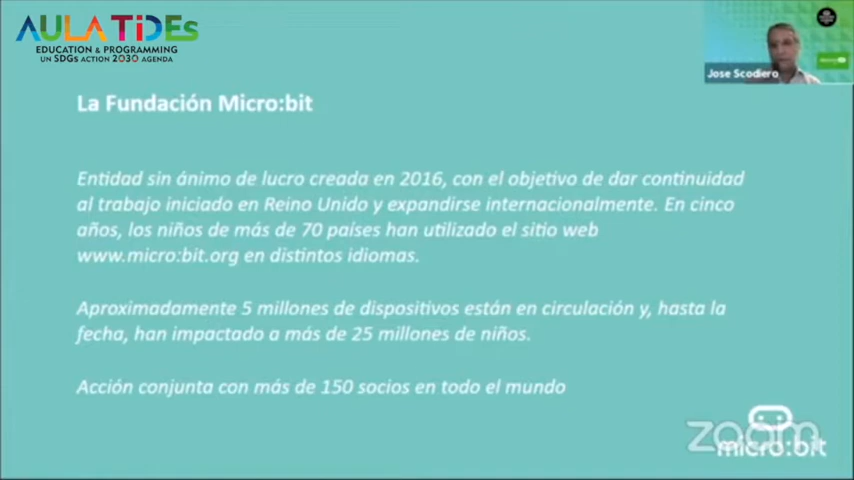 AULA TiDEs
EDUCATION & PROGRAMMING
UN SDGs ACTION 2030 AGENDA
Jose Scodiero
La Fundación Micro:bit
Entidad sin ánimo de lucro creada en 2016, con el objetivo de dar continuidad
al trabajo iniciado en Reino Unido y expandirse internacionalmente. En cinco
años, los niños de más de 70 países han utilizado el sitio web
www.micro:bit.org en distintos idiomas.
Aproximadamente 5 millones de dispositivos están en circulación y, hasta la
fecha, han impactado a más de 25 millones de niños.
Acción conjunta con más de 150 socios en todo el mundo
zoom
micro:bit